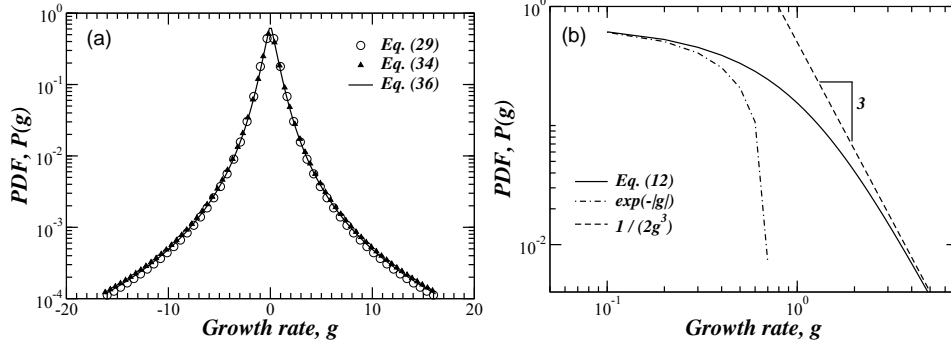 (a)
Eq. (29)
Eq. (34)
Eq. (36)
PDF, P(g)
10^0
10^-1
10^-2
10^-3
10^-4
-20 -10 0 10 20
Growth rate, g
(b)
3
Eq. (12)
exp(-|g|)
1 / (2g^3)
PDF, P(g)
10^0
10^-2
10^-1 10^0
Growth rate, g